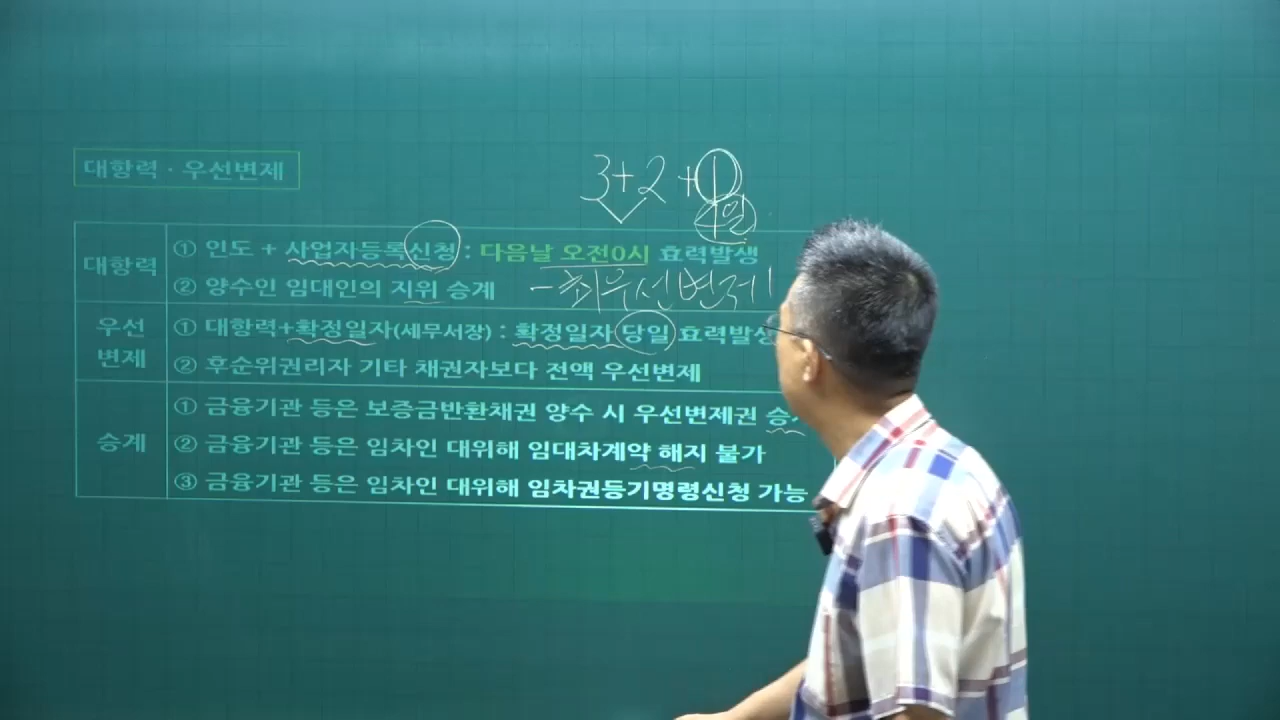 대항력 · 우선변제
3+2+1
1일
대항력
① 인도 + 사업자등록신청 : 다음날 오전0시 효력발생
② 양수인 임대인의 지위 승계
- 최우선변제!
우선
변제
① 대항력+확정일자(세무서장) : 확정일자 당일 효력발생
② 후순위권리자 기타 채권자보다 전액 우선변제
승계
① 금융기관 등은 보증금반환채권 양수 시 우선변제권 승
② 금융기관 등은 임차인 대위해 임대차계약 해지 불가
③ 금융기관 등은 임차인 대위해 임차권등기명령신청 가능